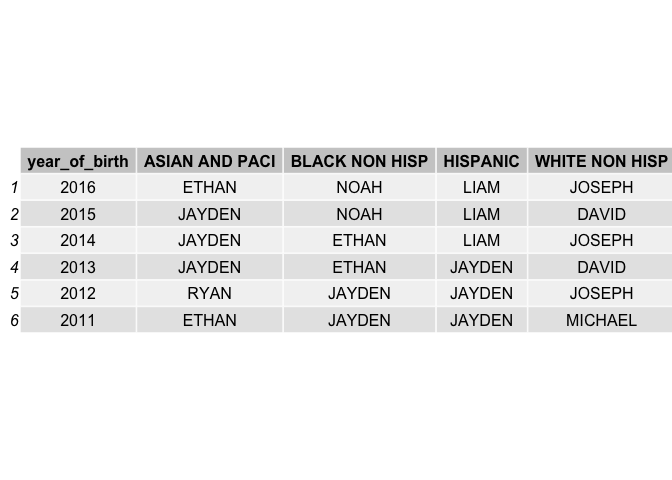 year_of_birth ASIAN AND PACI BLACK NON HISP HISPANIC WHITE NON HISP
1 2016 ETHAN NOAH LIAM JOSEPH
2 2015 JAYDEN NOAH LIAM DAVID
3 2014 JAYDEN ETHAN LIAM JOSEPH
4 2013 JAYDEN ETHAN JAYDEN DAVID
5 2012 RYAN JAYDEN JAYDEN JOSEPH
6 2011 ETHAN JAYDEN JAYDEN MICHAEL